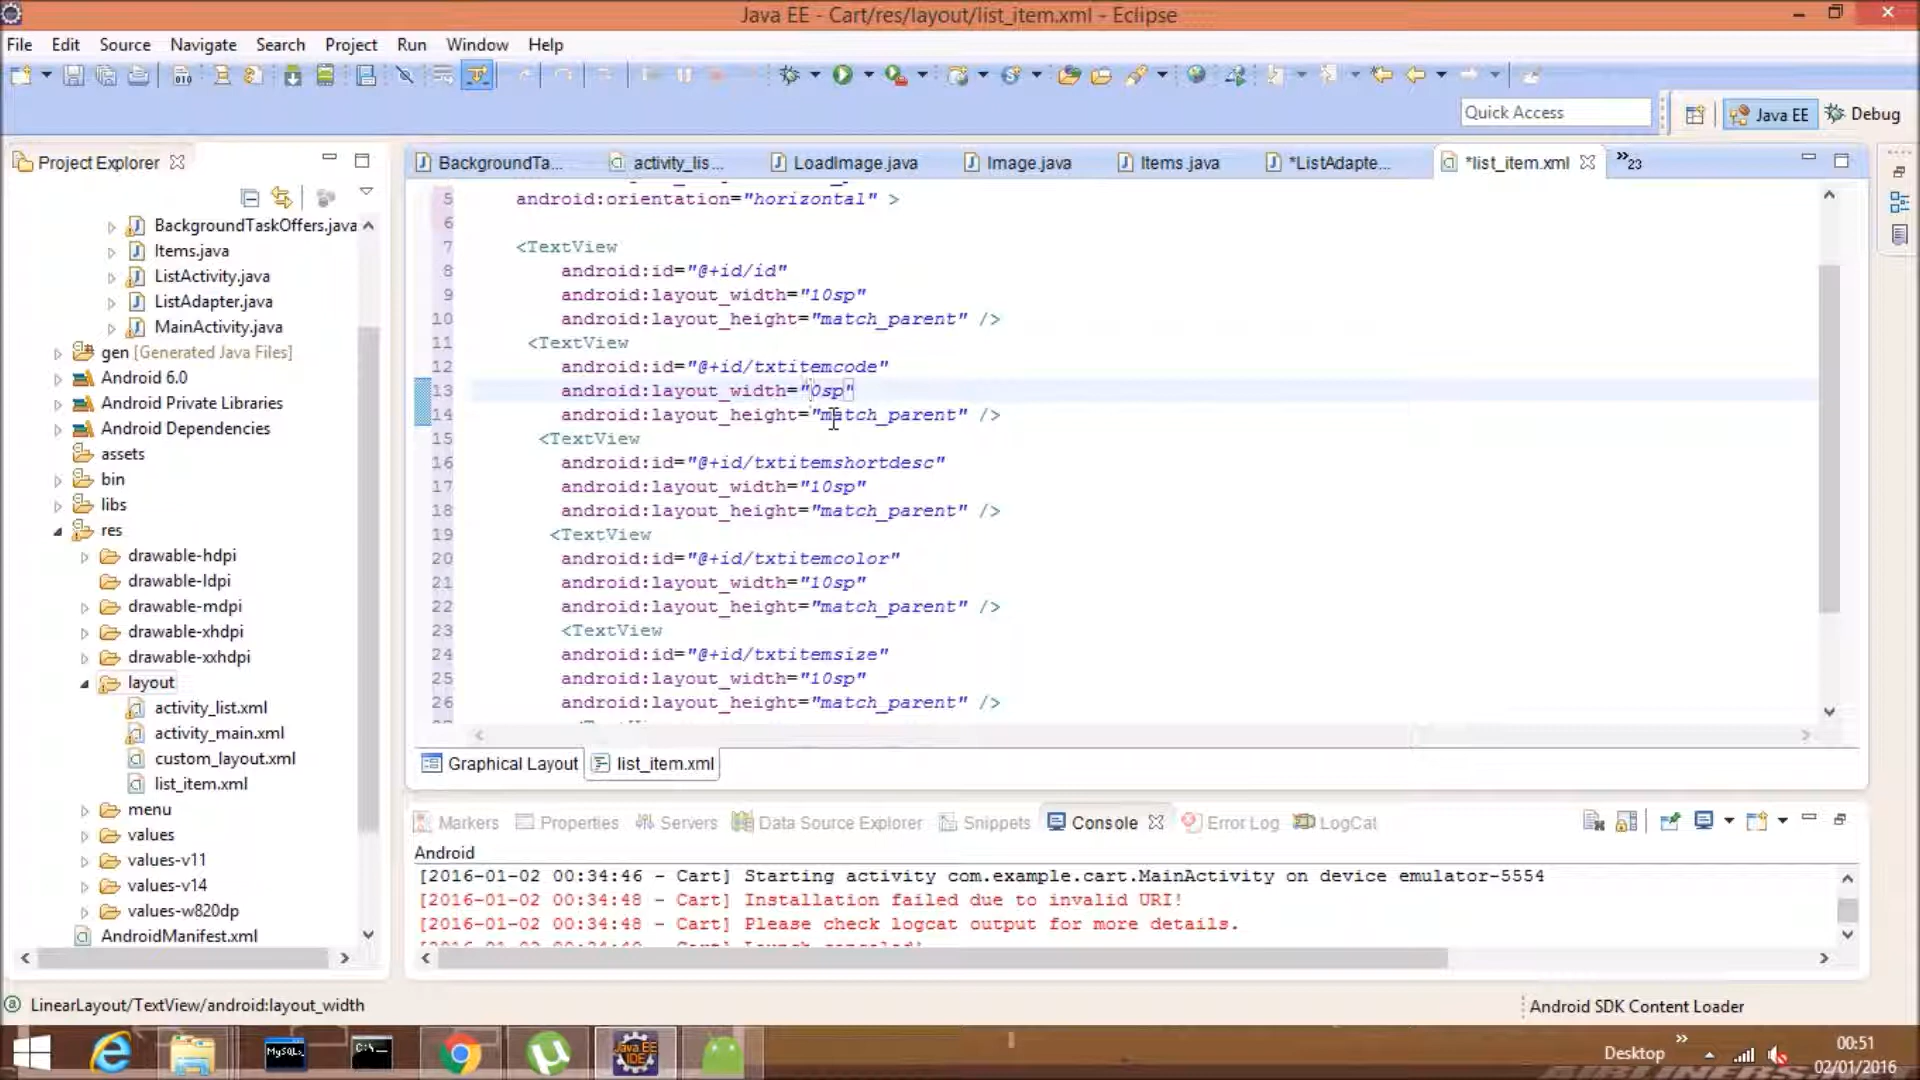 Java EE - Cart/res/layout/list_item.xml - Eclipse
File Edit Source Navigate Search Project Run Window Help
Quick Access
Java EE
Debug
Project Explorer
BackgroundTa...
activity_lis...
LoadImage.java
Image.java
Items.java
*ListAdapte...
*list_item.xml
»23
BackgroundTaskOffers.java
Items.java
ListActivity.java
ListAdapter.java
MainActivity.java
gen [Generated Java Files]
Android 6.0
Android Private Libraries
Android Dependencies
assets
bin
libs
res
drawable-hdpi
drawable-ldpi
drawable-mdpi
drawable-xhdpi
drawable-xxhdpi
layout
activity_list.xml
activity_main.xml
custom_layout.xml
list_item.xml
menu
values
values-v11
values-v14
values-w820dp
AndroidManifest.xml
5 android:orientation="horizontal" >
6
7 <TextView
8 android:id="@+id/id"
9 android:layout_width="10sp"
10 android:layout_height="match_parent" />
11 <TextView
12 android:id="@+id/txtitemcode"
13 android:layout_width="0sp"
14 android:layout_height="match_parent" />
15 <TextView
16 android:id="@+id/txtitemshortdesc"
17 android:layout_width="10sp"
18 android:layout_height="match_parent" />
19 <TextView
20 android:id="@+id/txtitemcolor"
21 android:layout_width="10sp"
22 android:layout_height="match_parent" />
23 <TextView
24 android:id="@+id/txtitemsize"
25 android:layout_width="10sp"
26 android:layout_height="match_parent" />
Graphical Layout
list_item.xml
Markers Properties Servers Data Source Explorer Snippets Console Error Log LogCat
Android
[2016-01-02 00:34:46 - Cart] Starting activity com.example.cart.MainActivity on device emulator-5554
[2016-01-02 00:34:48 - Cart] Installation failed due to invalid URI!
[2016-01-02 00:34:48 - Cart] Please check logcat output for more details.
LinearLayout/TextView/android:layout_width
Android SDK Content Loader
MySQL
C:\
Java EE
IDE
Desktop
00:51
02/01/2016